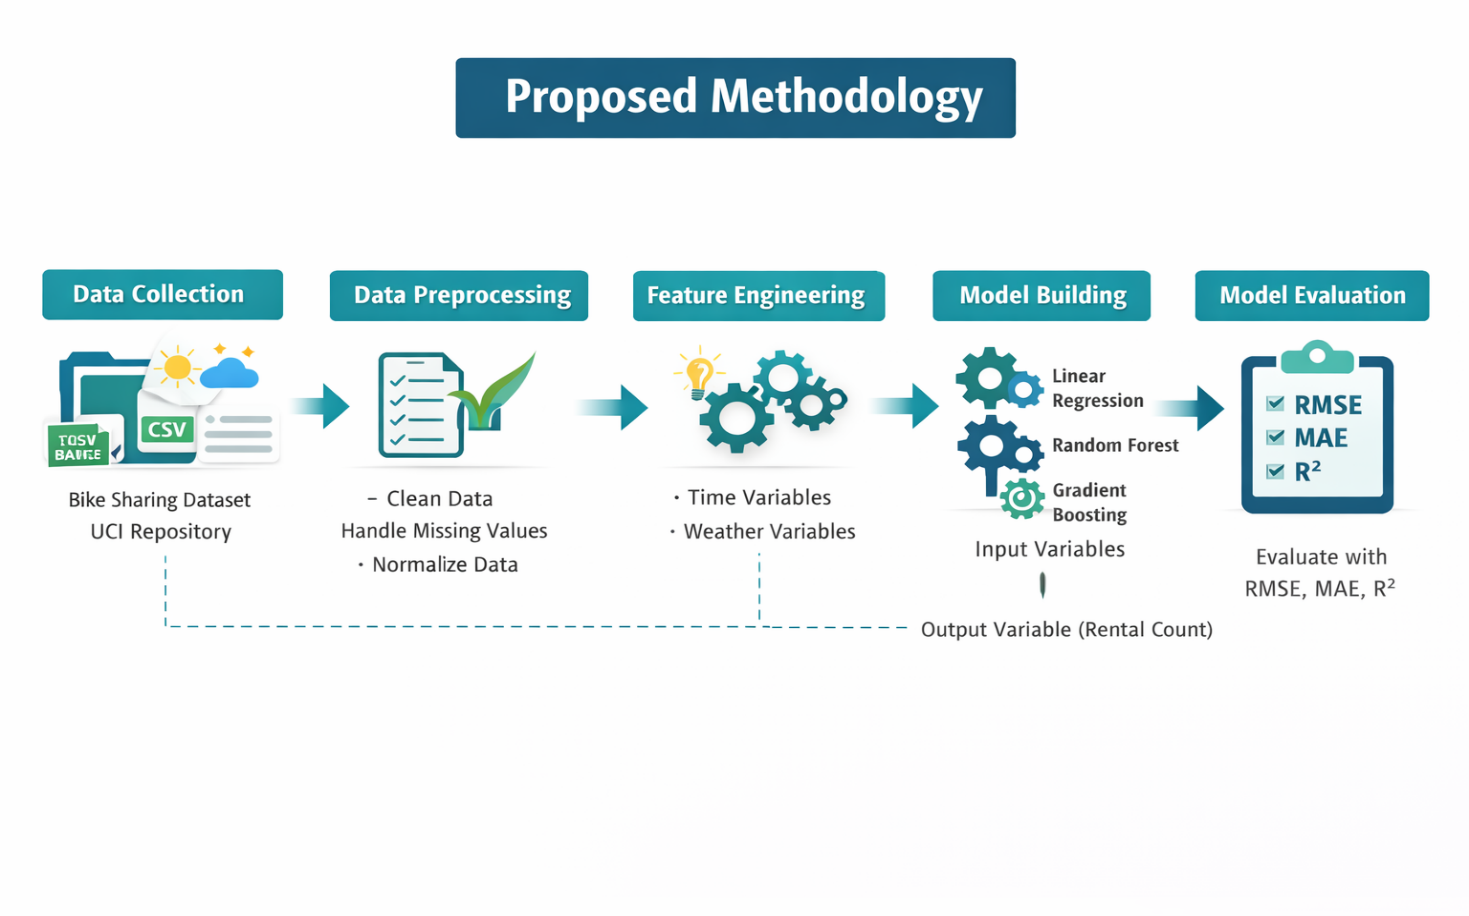 Proposed Methodology
Data Collection
CSV
Bike Sharing Dataset
UCI Repository
Data Preprocessing
– Clean Data
Handle Missing Values
· Normalize Data
Feature Engineering
· Time Variables
· Weather Variables
Model Building
Linear
Regression
Random Forest
Gradient
Boosting
Input Variables
Output Variable (Rental Count)
Model Evaluation
RMSE
MAE
R²
Evaluate with
RMSE, MAE, R²